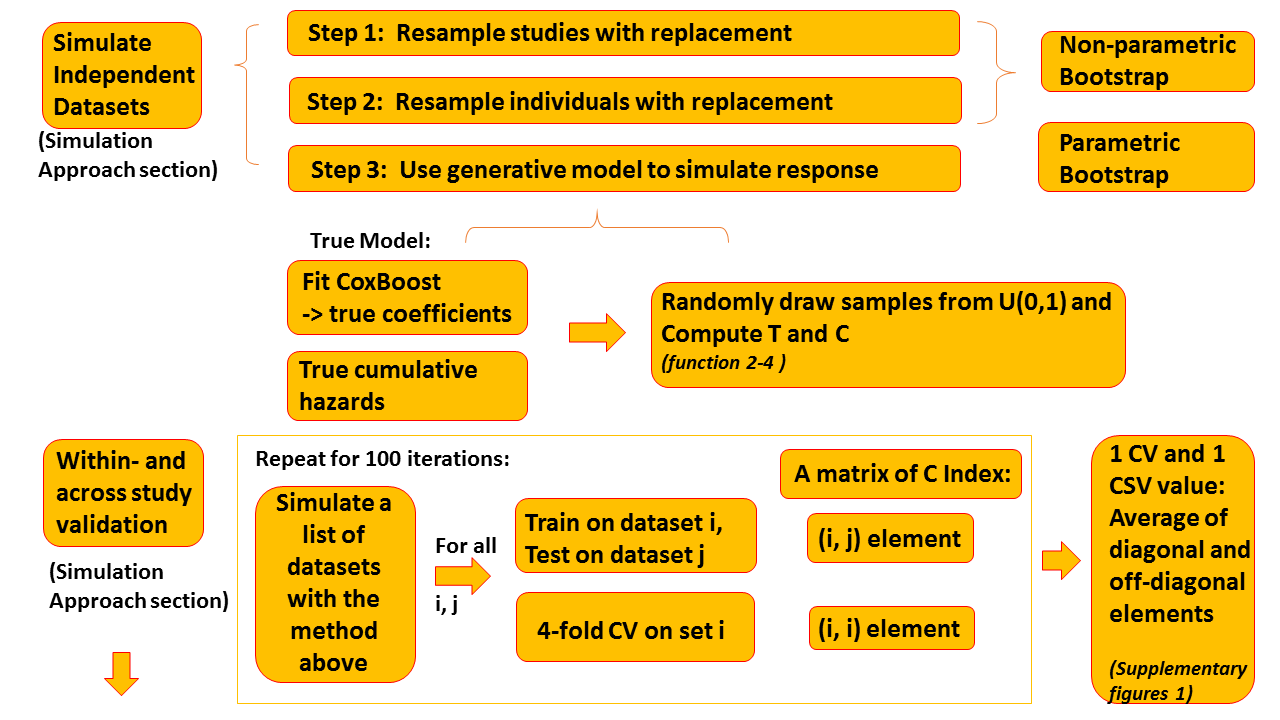 Simulate
Independent
Datasets
(Simulation
Approach section)
Step 1:  Resample studies with replacement
Step 2:  Resample individuals with replacement
Step 3:  Use generative model to simulate response
Non-parametric
Bootstrap
Parametric
Bootstrap
True Model:
Fit CoxBoost
-> true coefficients
True cumulative
hazards
Randomly draw samples from U(0,1) and
Compute T and C
(function 2-4 )
Within- and
across study
validation
(Simulation
Approach section)
Repeat for 100 iterations:
Simulate a
list of
datasets
with the
method
above
For all
i, j
Train on dataset i,
Test on dataset j
4-fold CV on set i
A matrix of C Index:
(i, j) element
(i, i) element
1 CV and 1
CSV value:
Average of
diagonal and
off-diagonal
elements
(Supplementary
figures 1)